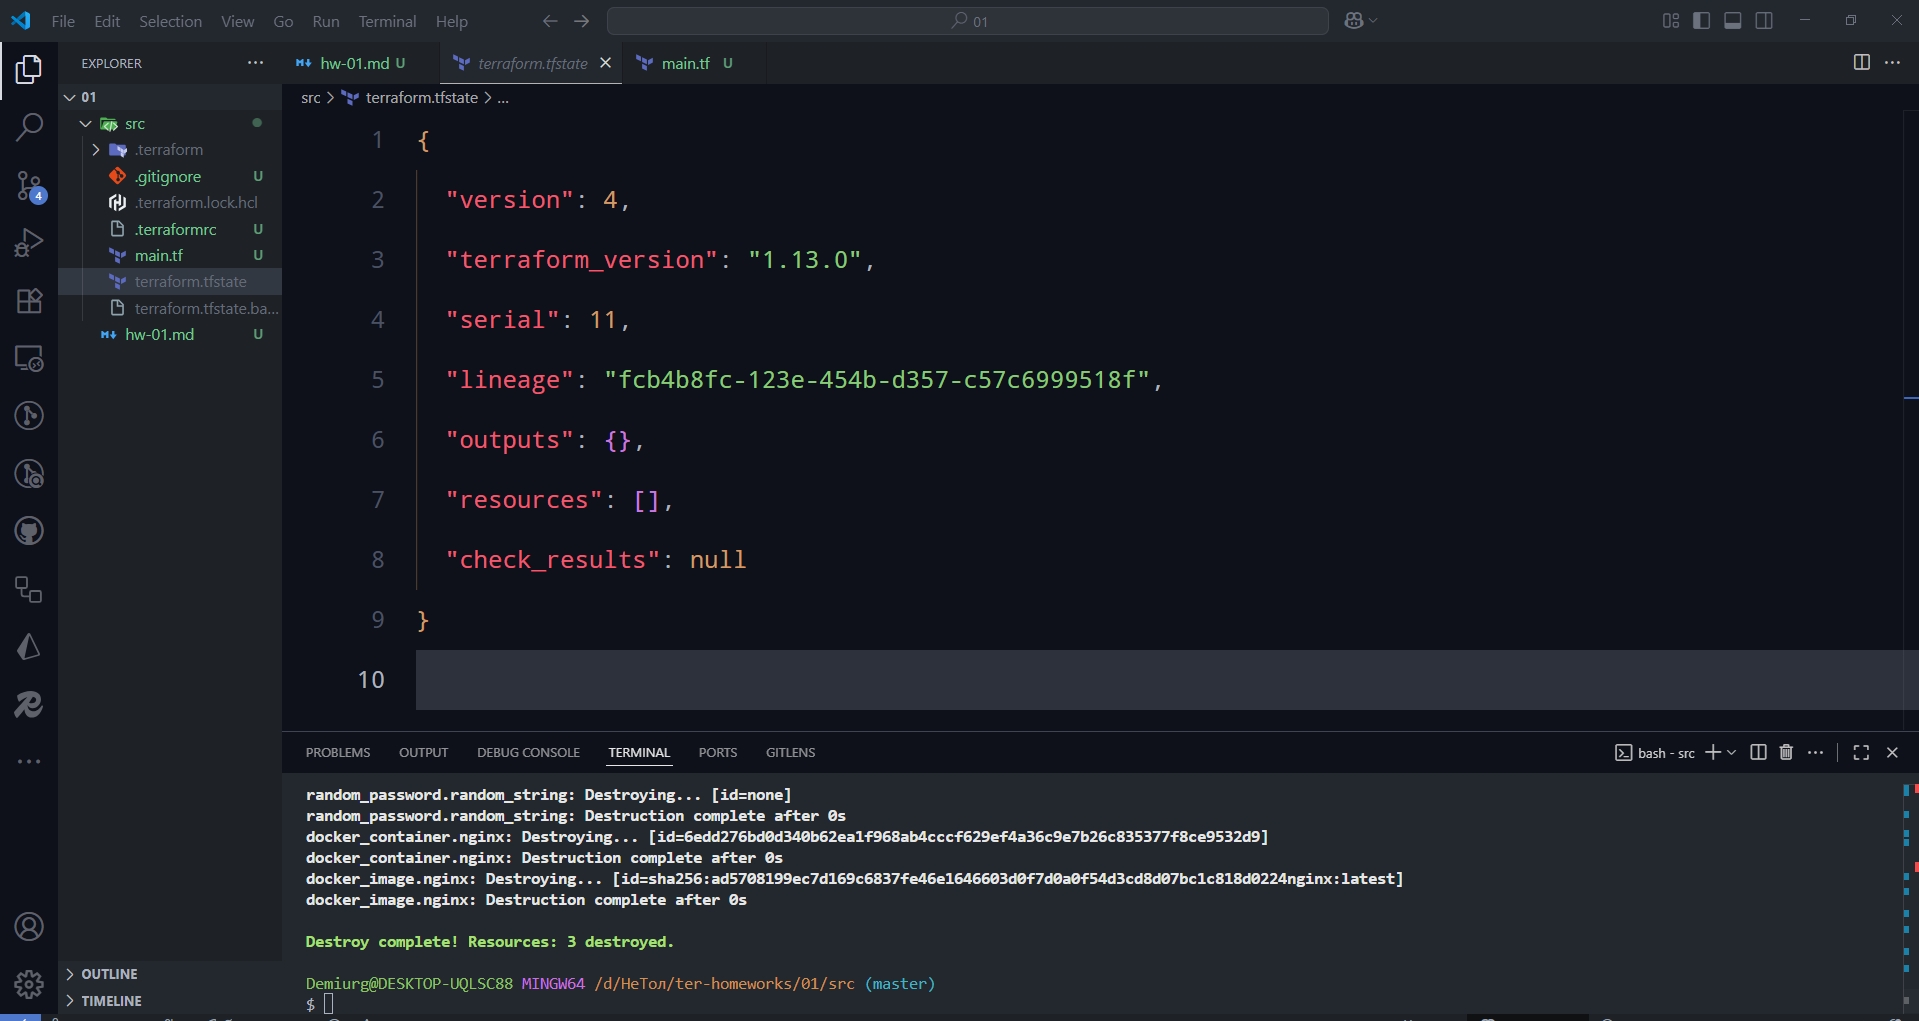 File Edit Selection View Go Run Terminal Help
01
EXPLORER
hw-01.md U
terraform.tfstate
main.tf U
01
src > terraform.tfstate > ...
src
.terraform
.gitignore U
.terraform.lock.hcl
.terraformrc U
main.tf U
terraform.tfstate
terraform.tfstate.ba...
hw-01.md U
4
1 {
2 "version": 4,
3 "terraform_version": "1.13.0",
4 "serial": 11,
5 "lineage": "fcb4b8fc-123e-454b-d357-c57c6999518f",
6 "outputs": {},
7 "resources": [],
8 "check_results": null
9 }
10
PROBLEMS OUTPUT DEBUG CONSOLE TERMINAL PORTS GITLENS
bash - src
random_password.random_string: Destroying... [id=none]
random_password.random_string: Destruction complete after 0s
docker_container.nginx: Destroying... [id=6edd276bd0d340b62ea1f968ab4cccf629ef4a36c9e7b26c835377f8ce9532d9]
docker_container.nginx: Destruction complete after 0s
docker_image.nginx: Destroying... [id=sha256:ad5708199ec7d169c6837fe46e1646603d0f7d0a0f54d3cd8d07bc1c818d0224nginx:latest]
docker_image.nginx: Destruction complete after 0s
Destroy complete! Resources: 3 destroyed.
Demiurg@DESKTOP-UQLSC88 MINGW64 /d/НеТол/ter-homeworks/01/src (master)
$
OUTLINE
TIMELINE